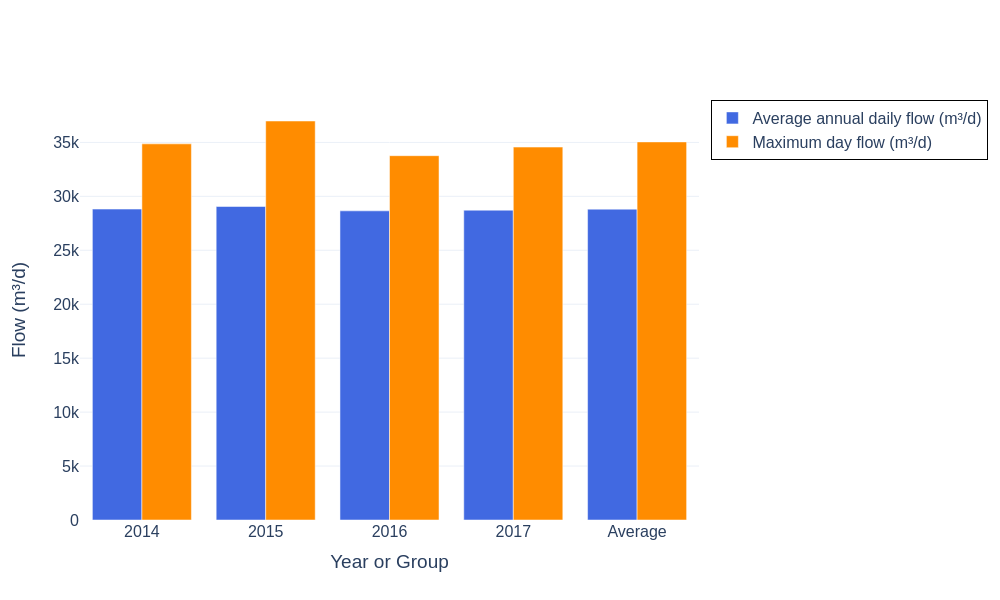 Average annual daily flow (m³/d)
Maximum day flow (m³/d)
35k
30k
25k
20k
15k
10k
5k
0
Flow (m³/d)
2014 2015 2016 2017 Average
Year or Group